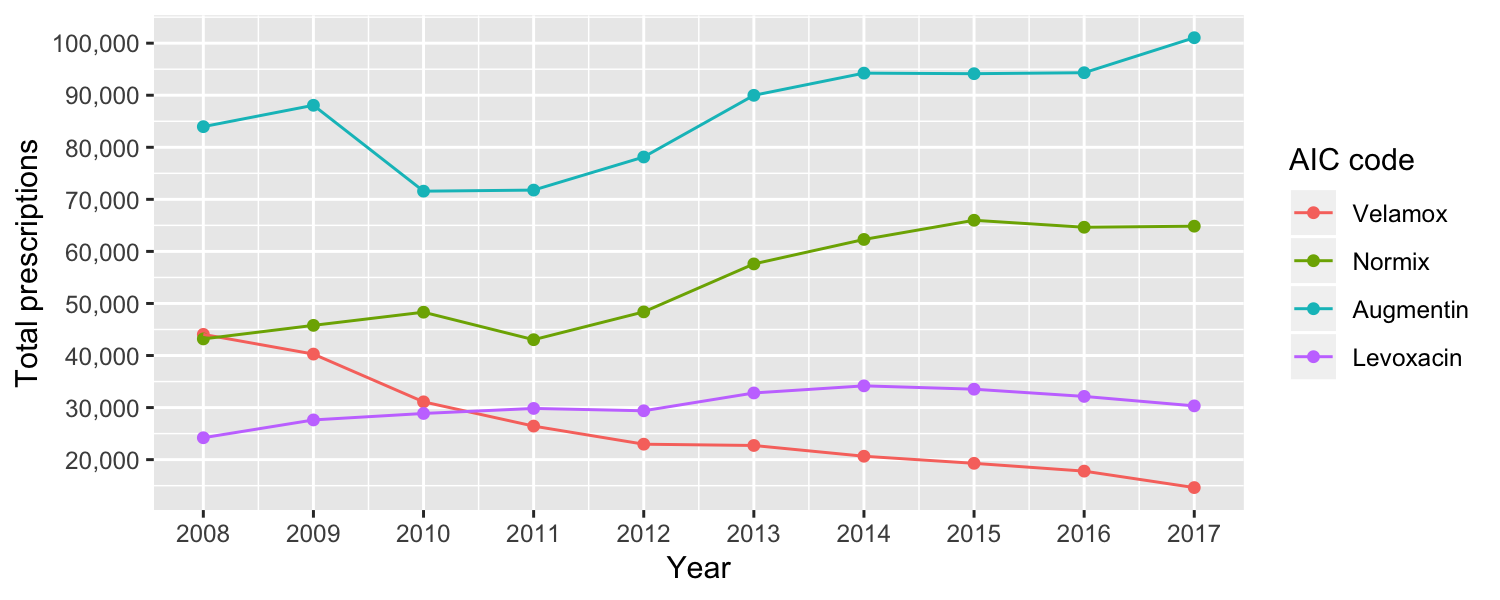 Total prescriptions
100,000
90,000
80,000
70,000
60,000
50,000
40,000
30,000
20,000
2008 2009 2010 2011 2012 2013 2014 2015 2016 2017
Year
AIC code
Velamox
Normix
Augmentin
Levoxacin